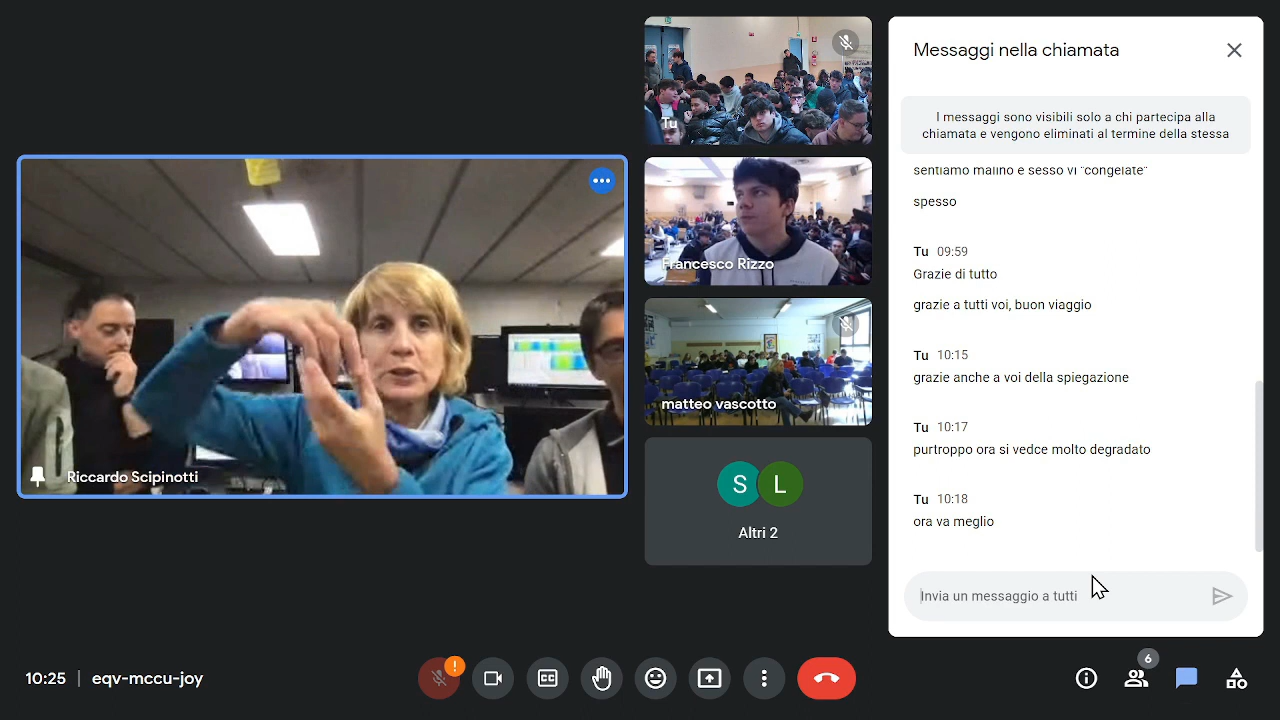 Messaggi nella chiamata
I messaggi sono visibili solo a chi partecipa alla
chiamata e vengono eliminati al termine della stessa
sentiamo malino e sesso vi "congelate"
spesso
Tu 09:59
Grazie di tutto
grazie a tutti voi, buon viaggio
Tu 10:15
grazie anche a voi della spiegazione
Tu 10:17
purtroppo ora si vedce molto degradato
Tu 10:18
ora va meglio
Invia un messaggio a tutti
Tu
Francesco Rizzo
matteo vascotto
S L
Altri 2
Riccardo Scipinotti
10:25 | eqv-mccu-joy
!
CC
6